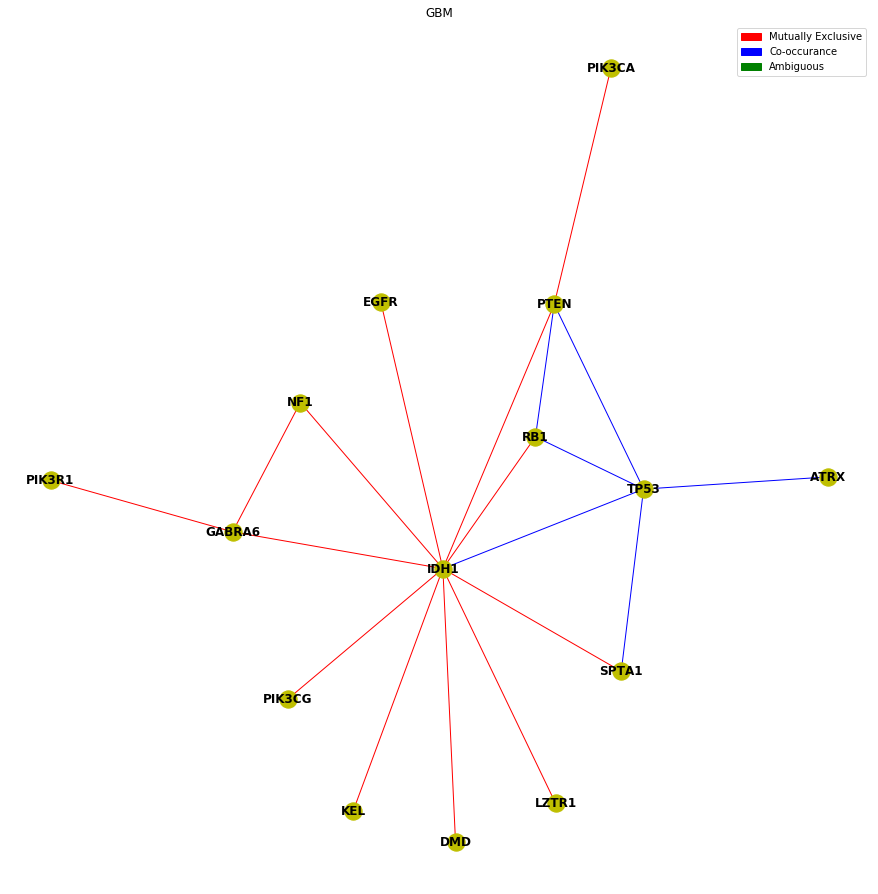 GBM
Mutually Exclusive
Co-occurance
Ambiguous
PIK3CA
EGFR
PTEN
NF1
RB1
PIK3R1
ATRX
TP53
GABRA6
IDH1
SPTA1
PIK3CG
LZTR1
KEL
DMD